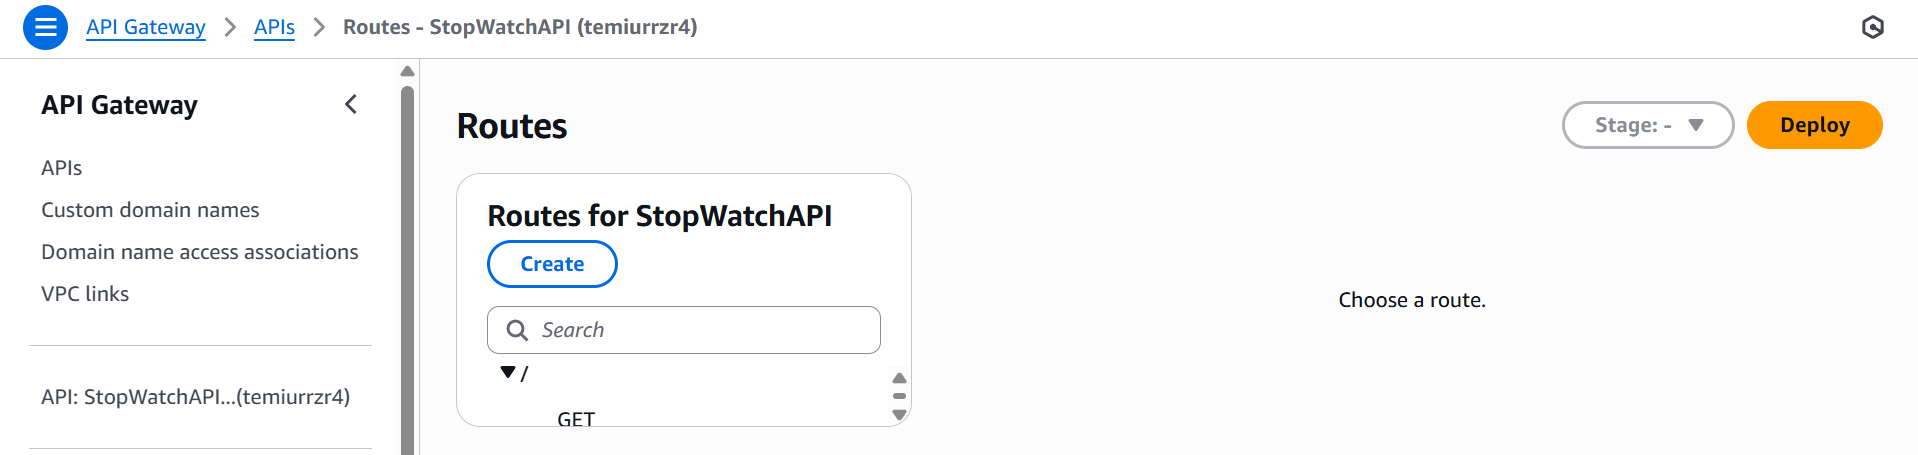 API Gateway > APIs > Routes - StopWatchAPI (temiurrzr4)
API Gateway
APIs
Custom domain names
Domain name access associations
VPC links
API: StopWatchAPI...(temiurrzr4)
Routes
Stage: -
Deploy
Routes for StopWatchAPI
Create
Search
/
GET
Choose a route.